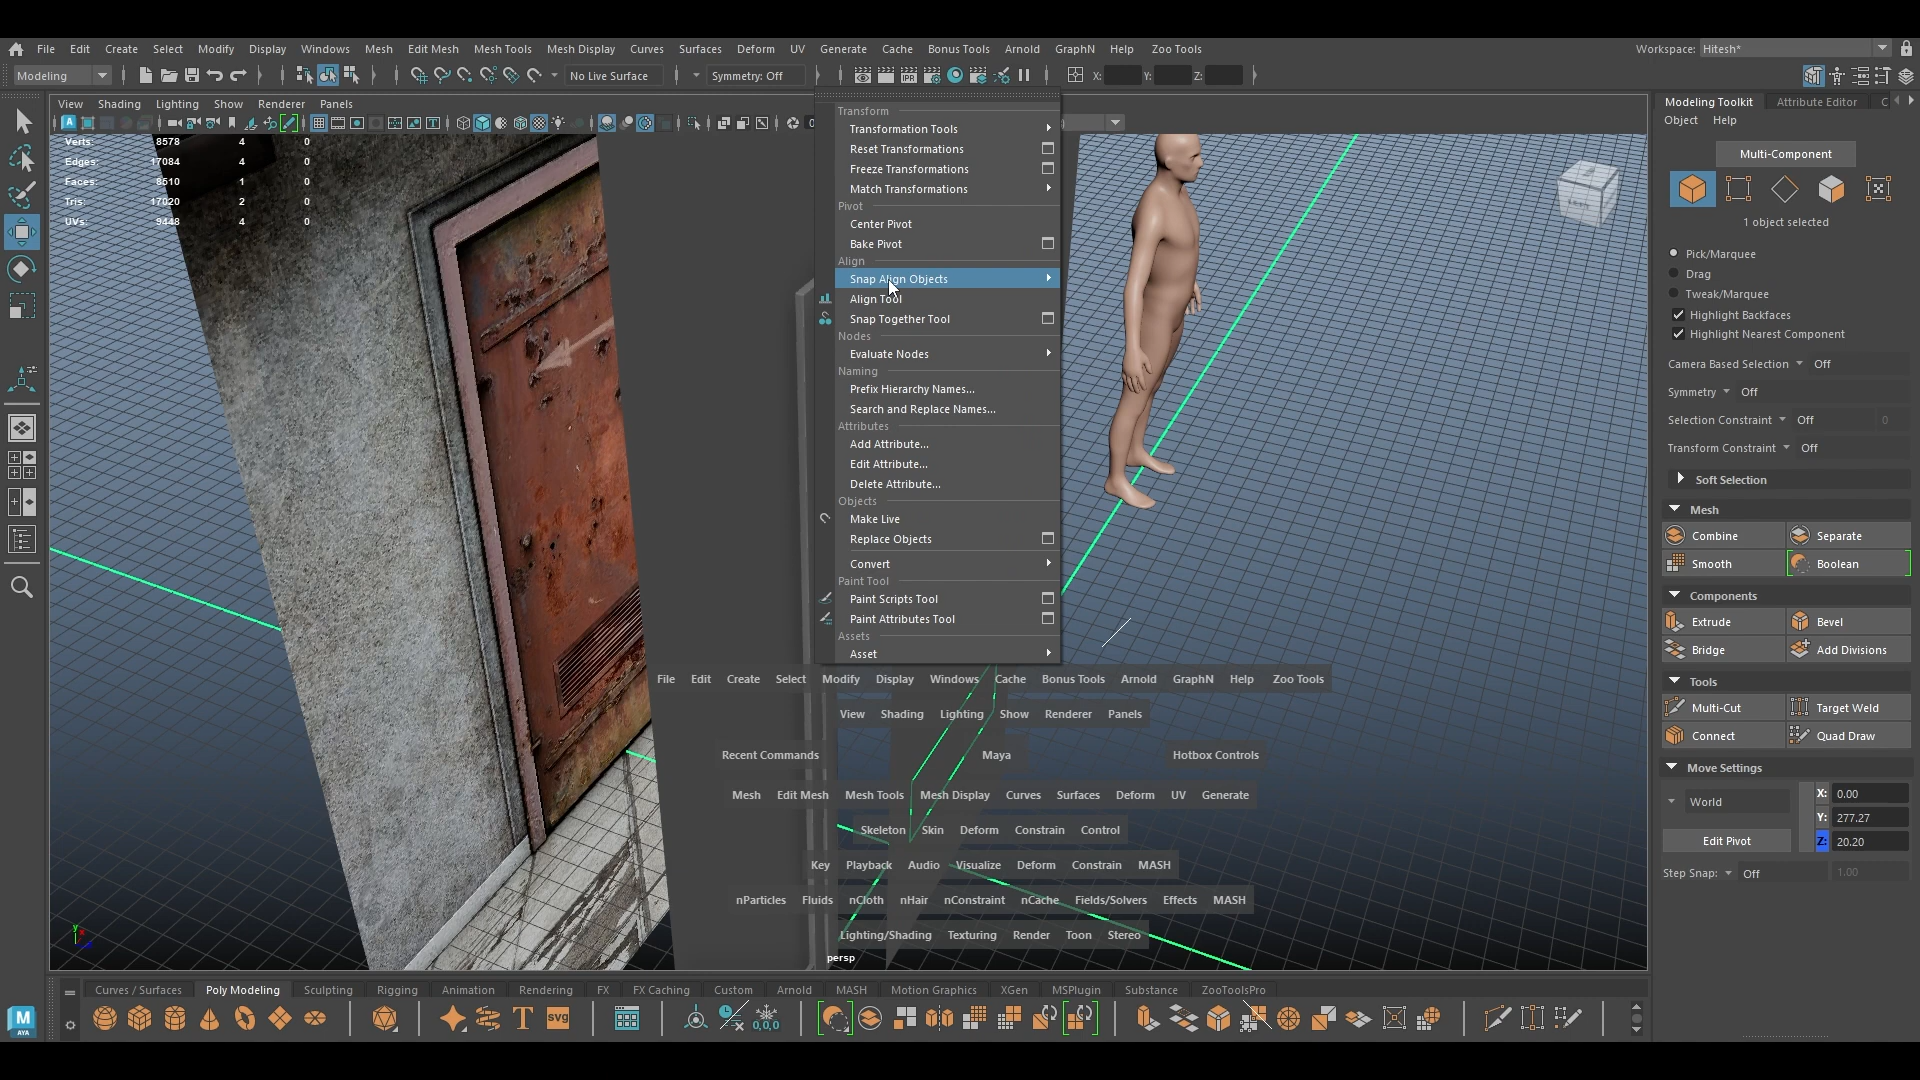 File Edit Create Select Modify Display Windows Mesh Edit Mesh Mesh Tools Mesh Display Curves Surfaces Deform UV Generate Cache Bonus Tools Arnold GraphN Help Zoo Tools Workspace: Hitesh*
Modeling No Live Surface Symmetry: Off X: Y: Z:
IPR
0,0,0
View Shading Lighting Show Renderer Panels
Verts: 8578 4 0
Edges: 17084 4 0
Faces: 8510 1 0
Tris: 17020 2 0
UVs: 9448 4 0
Transform
Transformation Tools
Reset Transformations
Freeze Transformations
Match Transformations
Pivot
Center Pivot
Bake Pivot
Align
Snap Align Objects
Align Tool
Snap Together Tool
Nodes
Evaluate Nodes
Naming
Prefix Hierarchy Names...
Search and Replace Names...
Attributes
Add Attribute...
Edit Attribute...
Delete Attribute...
Objects
Make Live
Replace Objects
Convert
Paint Tool
Paint Scripts Tool
Paint Attributes Tool
Assets
Asset
File Edit Create Select Modify Display Windows Cache Bonus Tools Arnold GraphN Help Zoo Tools
View Shading Lighting Show Renderer Panels
Recent Commands Maya Hotbox Controls
Mesh Edit Mesh Mesh Tools Mesh Display Curves Surfaces Deform UV Generate
Skeleton Skin Deform Constrain Control
Key Playback Audio Visualize Deform Constrain MASH
nParticles Fluids nCloth nHair nConstraint nCache Fields/Solvers Effects MASH
Lighting/Shading Texturing Render Toon Stereo
persp
Modeling Toolkit Attribute Editor C
Object Help
Multi-Component
1 object selected
Pick/Marquee
Drag
Tweak/Marquee
Highlight Backfaces
Highlight Nearest Component
Camera Based Selection Off
Symmetry Off
Selection Constraint Off 0
Transform Constraint Off
Soft Selection
Mesh
Combine Separate
Smooth Boolean
Components
Extrude Bevel
Bridge Add Divisions
Tools
Multi-Cut Target Weld
Connect Quad Draw
Move Settings
World X: 0.00
Y: 277.27
Edit Pivot Z: 20.20
Step Snap: Off 1.00
Curves / Surfaces Poly Modeling Sculpting Rigging Animation Rendering FX FX Caching Custom Arnold MASH Motion Graphics XGen MSPlugin Substance ZooToolsPro
M AYA T svg